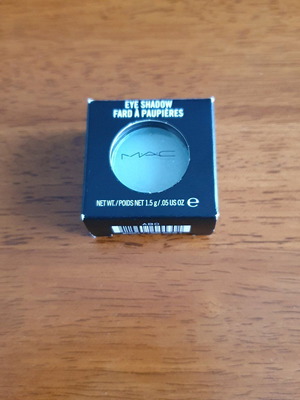 EYE SHADOW
FARD À PAUPIÈRES
MAC
NET WT./POIDS NET 1.5 g/.05 US OZ e